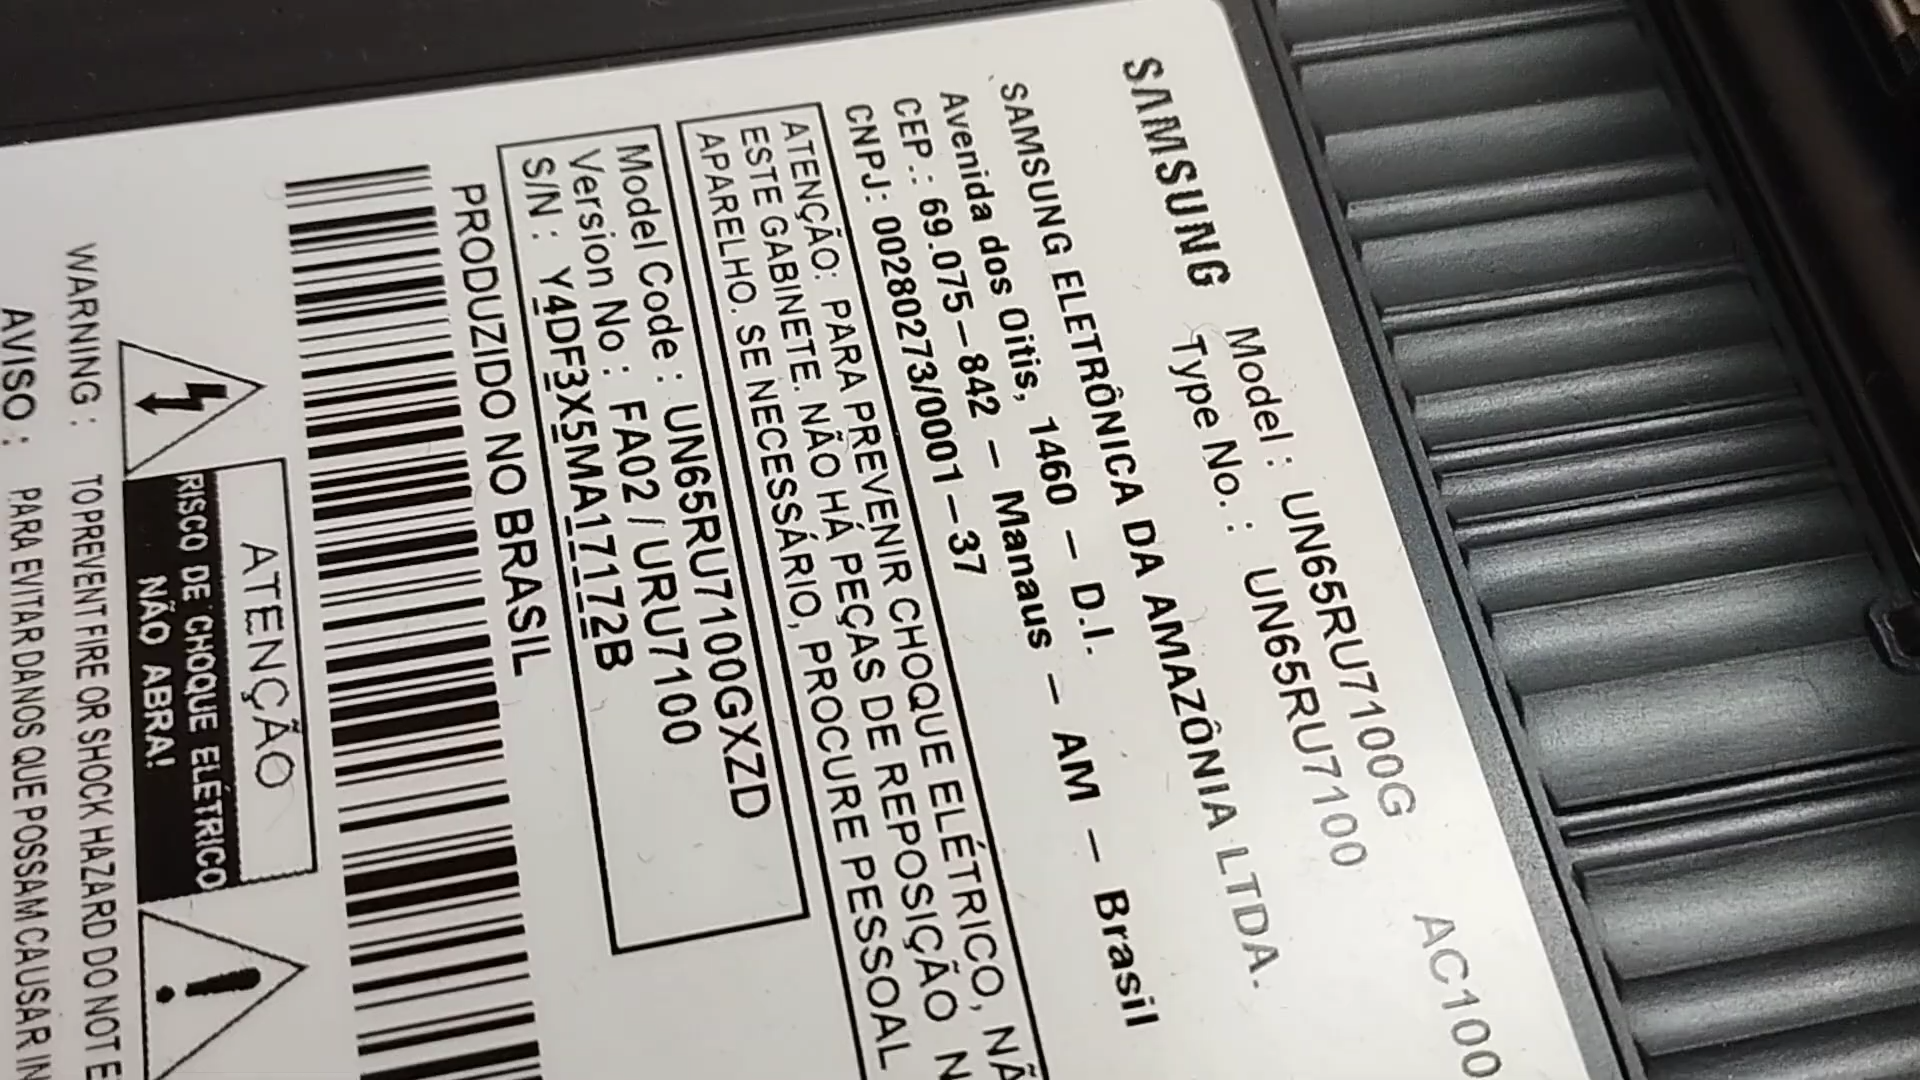 SAMSUNG Model : UN65RU7100G AC100
Type No. : UN65RU7100
SAMSUNG ELETRÔNICA DA AMAZÔNIA LTDA.
Avenida dos Oitis, 1460 – D.I.
CEP.: 69.075–842 – Manaus – AM – Brasil
CNPJ: 00280273/0001–37
ATENÇÃO: PARA PREVENIR CHOQUE ELÉTRICO, NÃ
ESTE GABINETE. NÃO HÁ PEÇAS DE REPOSIÇÃO N
APARELHO. SE NECESSÁRIO, PROCURE PESSOAL
Model Code : UN65RU7100GXZD
Version No : FA02 / URU7100
S/N : Y4DF3X5MA17172B
PRODUZIDO NO BRASIL
ATENÇÃO
RISCO DE CHOQUE ELÉTRICO
NÃO ABRA!
WARNING : TO PREVENT FIRE OR SHOCK HAZARD DO NOT E
AVISO : PARA EVITAR DANOS QUE POSSAM CAUSAR IN